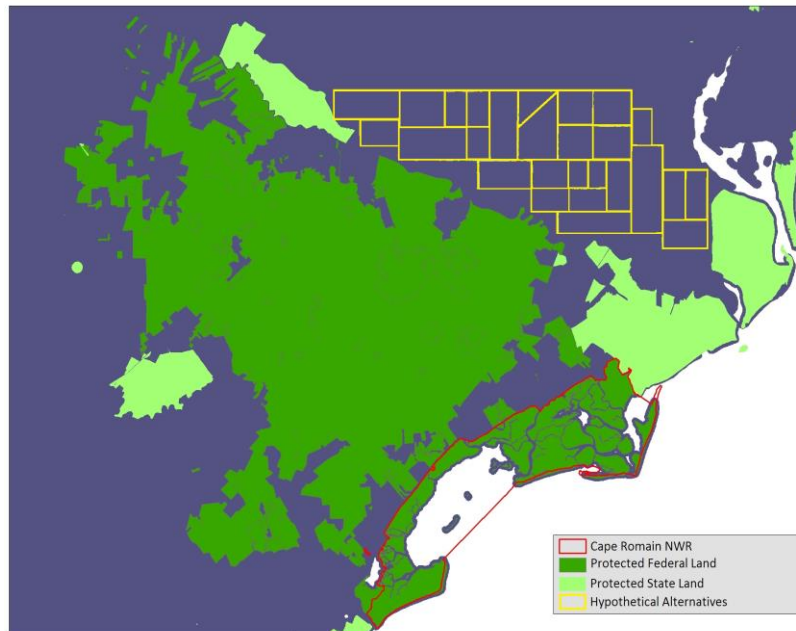 Cape Romain NWR
Protected Federal Land
Protected State Land
Hypothetical Alternatives